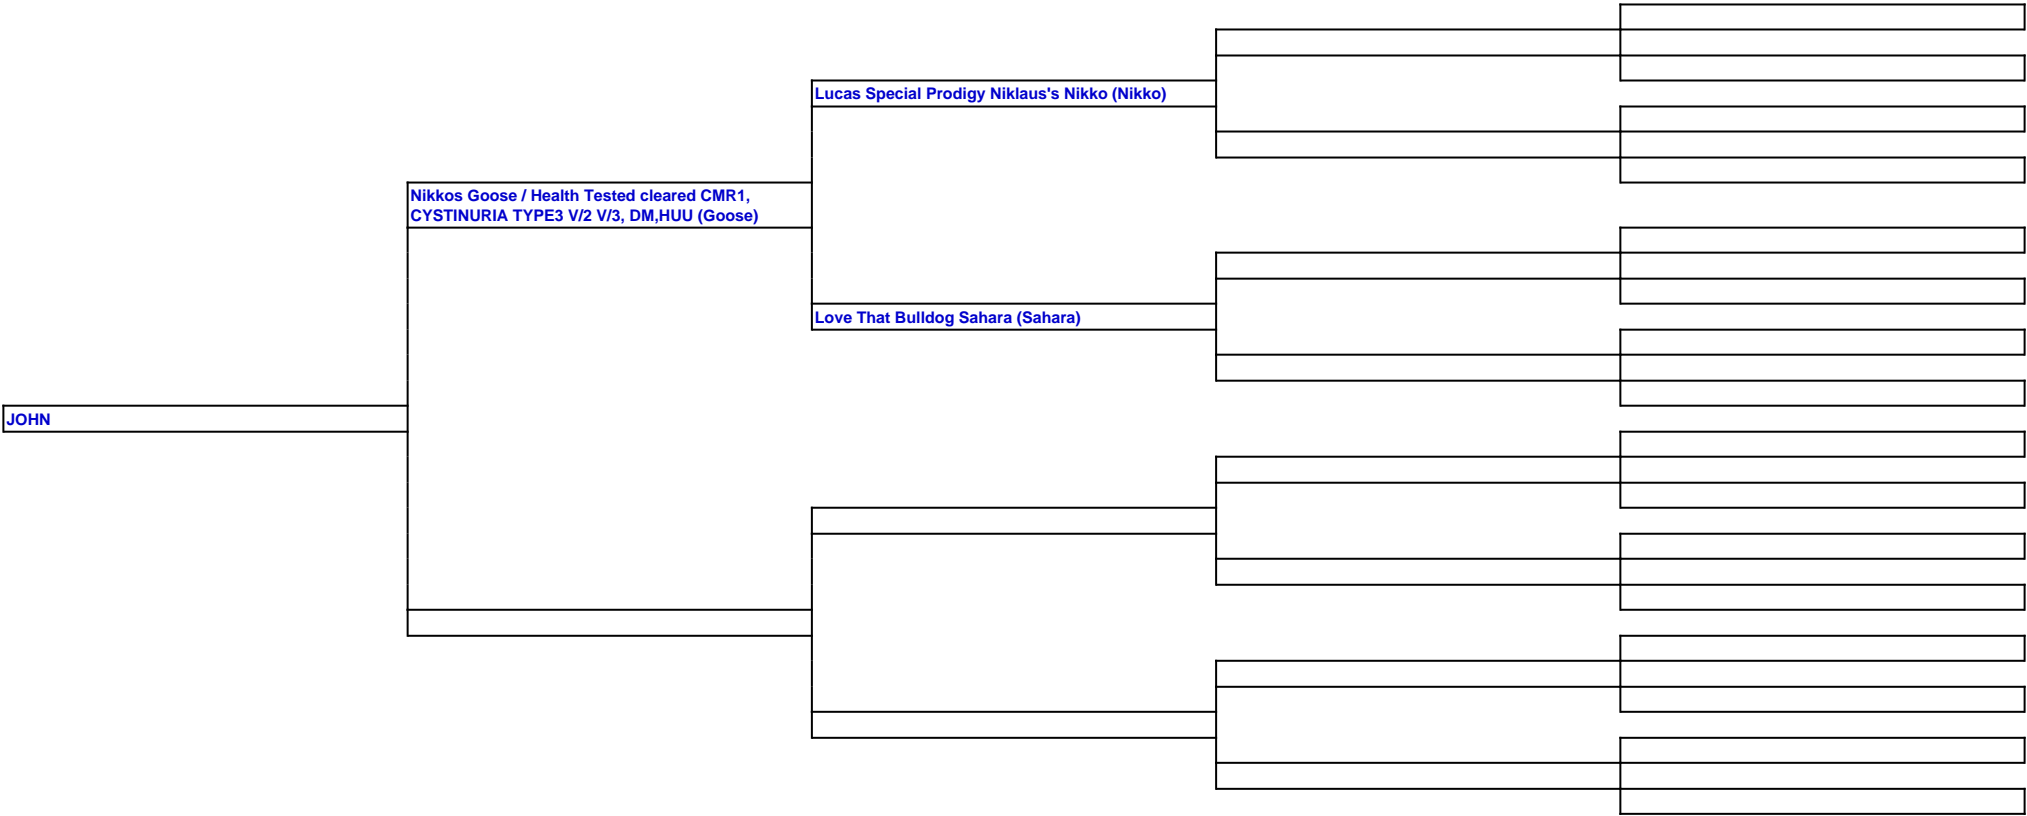 Lucas Special Prodigy Niklaus's Nikko (Nikko)
Nikkos Goose / Health Tested cleared CMR1,
CYSTINURIA TYPE3 V/2 V/3, DM,HUU (Goose)
Love That Bulldog Sahara (Sahara)
JOHN